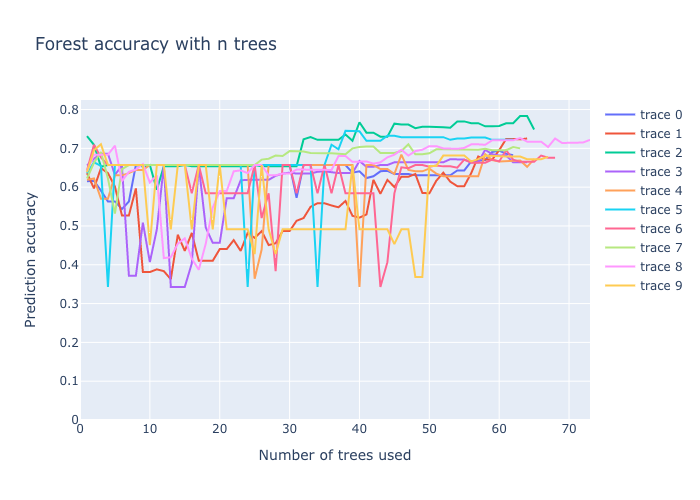 Forest accuracy with n trees
Prediction accuracy
0.8
0.7
0.6
0.5
0.4
0.3
0.2
0.1
0
0 10 20 30 40 50 60 70
Number of trees used
trace 0
trace 1
trace 2
trace 3
trace 4
trace 5
trace 6
trace 7
trace 8
trace 9